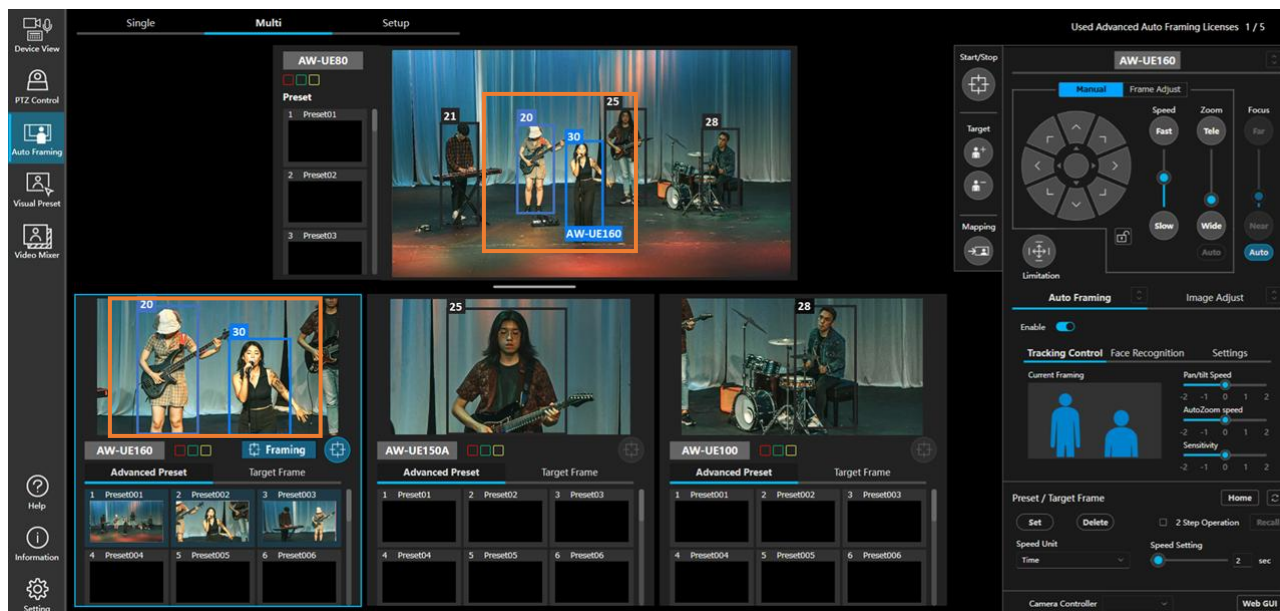 Single Multi Setup
Used Advanced Auto Framing Licenses 1 / 5
Device View
PTZ Control
Auto Framing
Visual Preset
Video Mixer
Help
Information
Setting
AW-UE80
Preset
1 Preset01
2 Preset02
3 Preset03
21
20
30
25
28
AW-UE160
Start/Stop
Target
Mapping
20
30
AW-UE160
Framing
Advanced Preset Target Frame
1 Preset001 2 Preset002 3 Preset003
4 Preset004 5 Preset005 6 Preset006
25
AW-UE150A
Advanced Preset Target Frame
1 Preset01 2 Preset02 3 Preset03
4 Preset04 5 Preset05 6 Preset06
28
AW-UE100
Advanced Preset Target Frame
1 Preset001 2 Preset002 3 Preset003
4 Preset004 5 Preset005 6 Preset006
AW-UE160
Manual Frame Adjust
Speed Zoom Focus
Fast Tele Far
Slow Wide Near
Auto Auto
Limitation
Auto Framing Image Adjust
Enable
Tracking Control Face Recognition Settings
Current Framing
Pan/tilt Speed
-2 -1 0 1 2
AutoZoom speed
-2 -1 0 1 2
Sensitivity
-2 -1 0 1 2
Preset / Target Frame Home
Set Delete 2 Step Operation Recall
Speed Unit Speed Setting
Time 2 sec
Camera Controller Web GUI